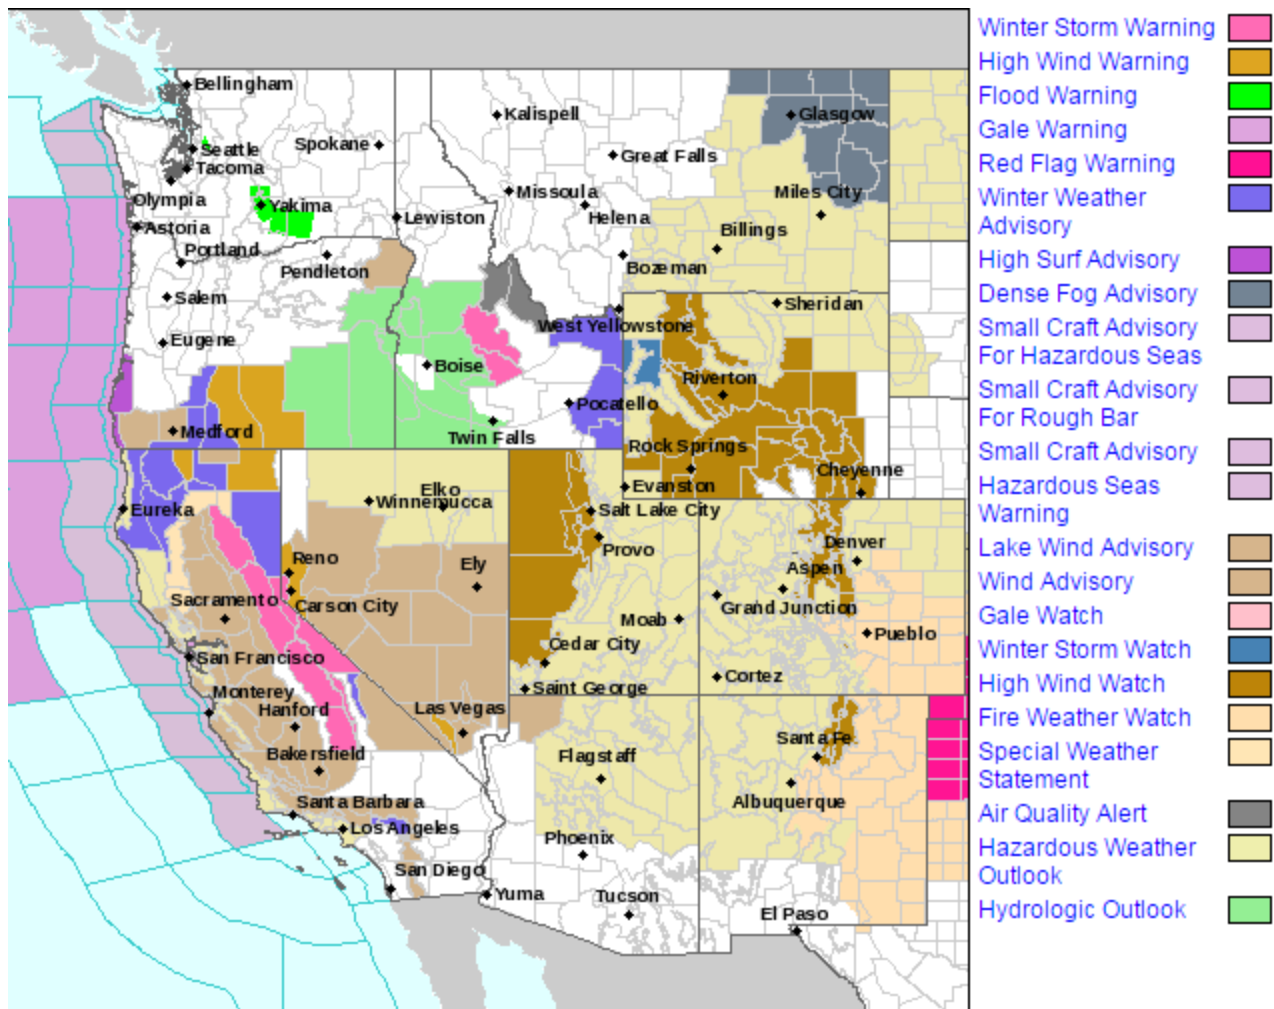 Bellingham
Seattle
Tacoma
Spokane
Olympia
Yakima
Astoria
Lewiston
Portland
Pendleton
Salem
Eugene
Medford
Kalispell
Great Falls
Missoula
Helena
Glasgow
Miles City
Billings
Bozeman
West Yellowstone
Sheridan
Boise
Pocatello
Twin Falls
Riverton
Rock Springs
Cheyenne
Evanston
Elko
Winnemucca
Eureka
Salt Lake City
Provo
Reno
Ely
Denver
Aspen
Sacramento
Carson City
Grand Junction
Moab
Pueblo
San Francisco
Cedar City
Cortez
Monterey
Saint George
Hanford
Las Vegas
Bakersfield
Flagstaff
Santa Fe
Santa Barbara
Albuquerque
Los Angeles
Phoenix
San Diego
Yuma
Tucson
El Paso
Winter Storm Warning
High Wind Warning
Flood Warning
Gale Warning
Red Flag Warning
Winter Weather
Advisory
High Surf Advisory
Dense Fog Advisory
Small Craft Advisory
For Hazardous Seas
Small Craft Advisory
For Rough Bar
Small Craft Advisory
Hazardous Seas
Warning
Lake Wind Advisory
Wind Advisory
Gale Watch
Winter Storm Watch
High Wind Watch
Fire Weather Watch
Special Weather
Statement
Air Quality Alert
Hazardous Weather
Outlook
Hydrologic Outlook